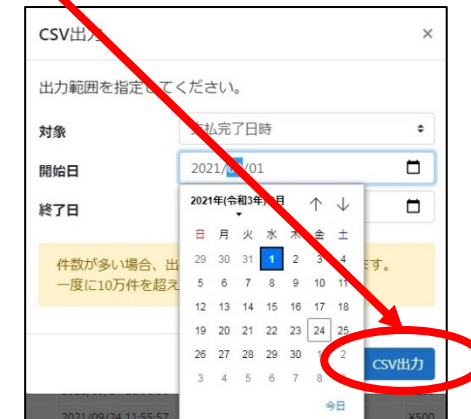 CSV出力 ×
出力範囲を指定してください。
対象 支払完了日時
開始日 2021/09/01
終了日
2021年(令和3年)9月 ↑ ↓
日 月 火 水 木 金 土
29 30 31 1 2 3 4
5 6 7 8 9 10 11
12 13 14 15 16 17 18
19 20 21 22 23 24 25
26 27 28 29 30 1 2
3 4 5 6 7 8
今日
件数が多い場合、出 ます。
一度に10万件を超え
CSV出力
2021/09/24 11:55:57 ¥500